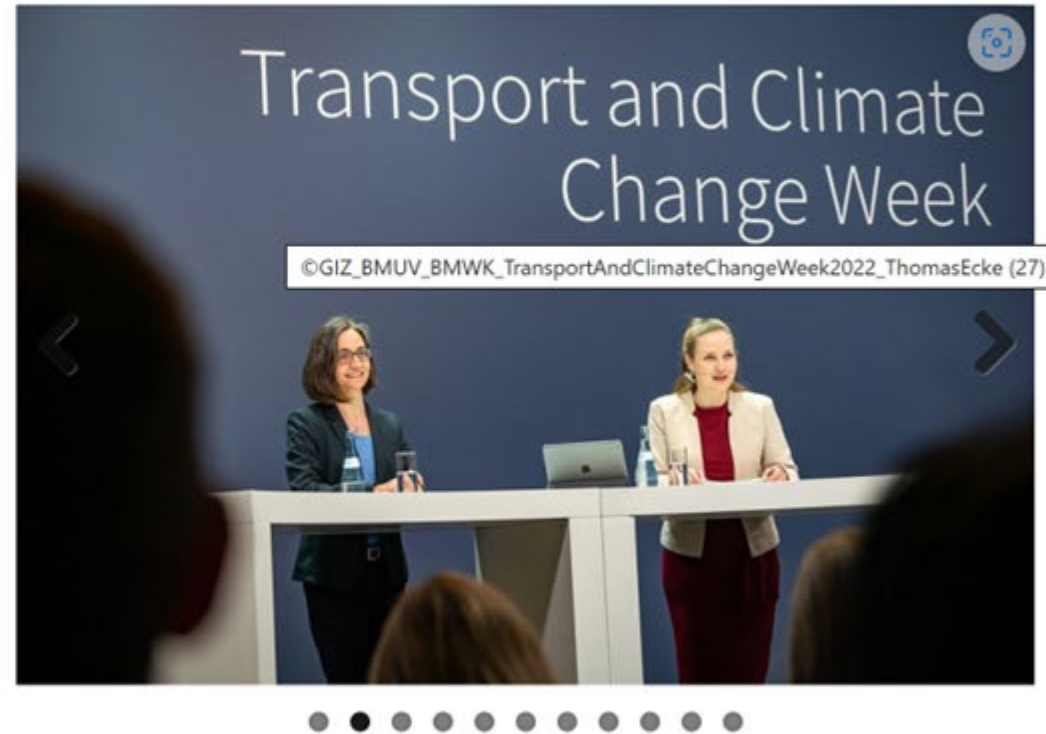 Transport and Climate
Change Week
©GIZ_BMUV_BMWK_TransportAndClimateChangeWeek2022_ThomasEcke (27)